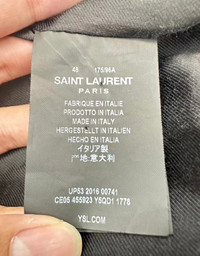 46 175/96A
SAINT LAURENT
PARIS
FABRIQUE EN ITALIE
PRODOTTO IN ITALIA
MADE IN ITALY
HERGESTELLT IN ITALIEN
HECHO EN ITALIA
イタリア製
产地:意大利
UP53 2016 00741
CE05 455923 Y5QD1 1776
YSL.COM